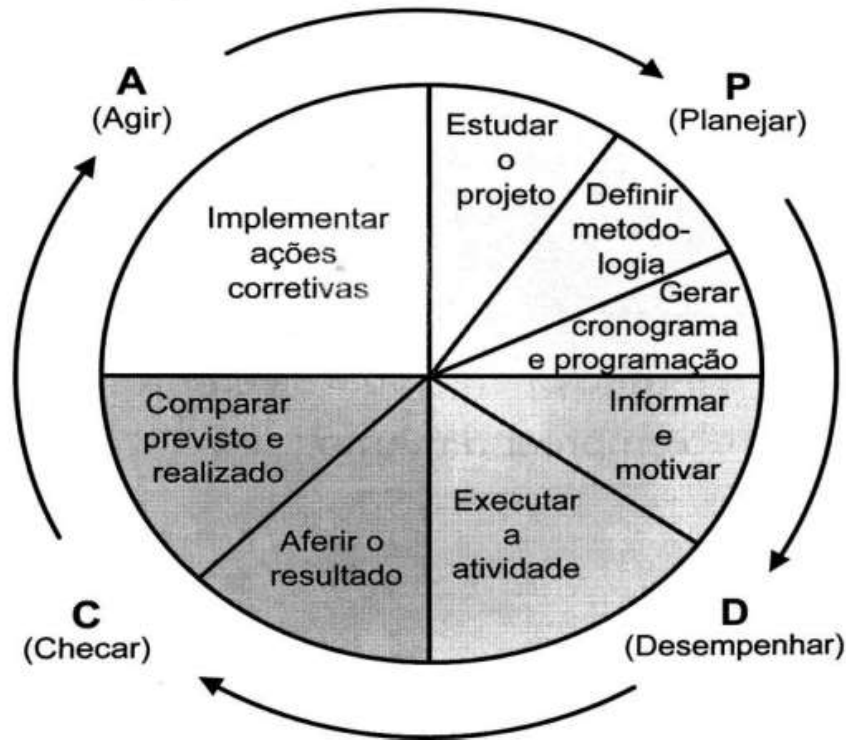 A
(Agir)
P
(Planejar)
Estudar
o
projeto
Definir
metodo-
logia
Gerar
cronograma
e programação
Informar
e
motivar
Executar
a
atividade
D
(Desempenhar)
Aferir o
resultado
Comparar
previsto e
realizado
C
(Checar)
Implementar
ações
corretivas